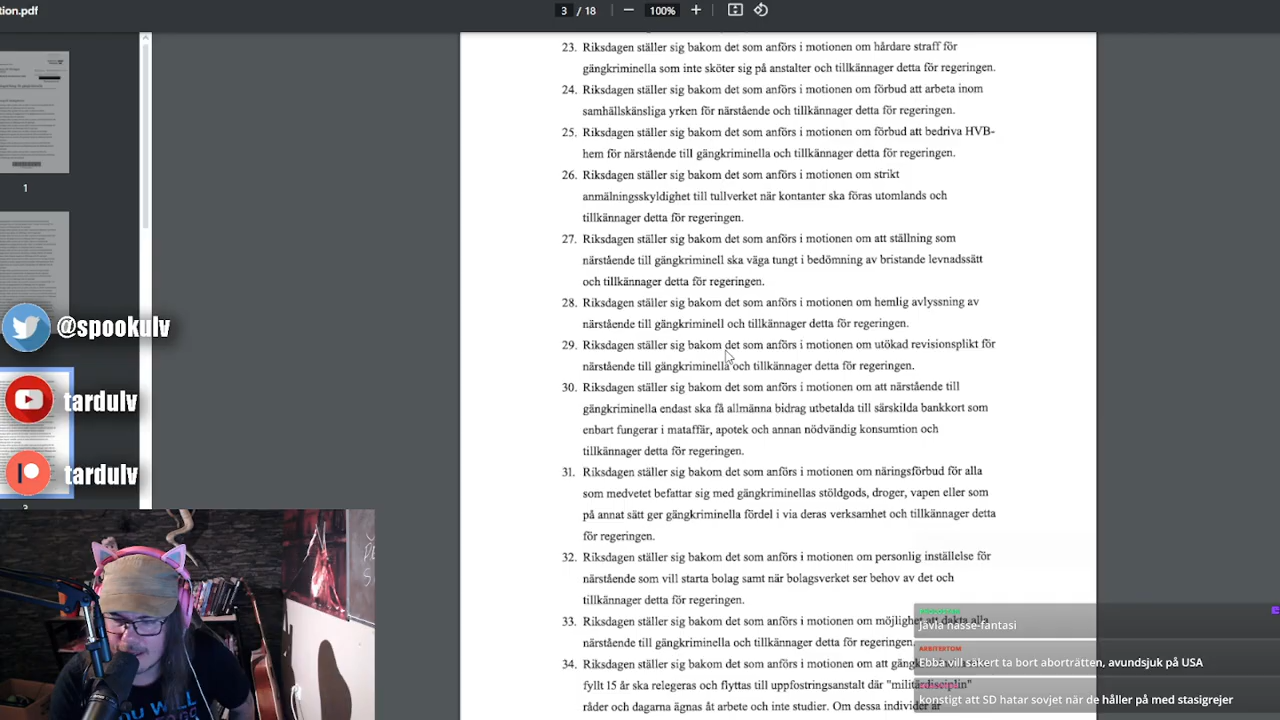 tion.pdf
3 / 18
100%
23. Riksdagen ställer sig bakom det som anförs i motionen om hårdare straff för
gängkriminella som inte sköter sig på anstalter och tillkännager detta för regeringen.
24. Riksdagen ställer sig bakom det som anförs i motionen om förbud att arbeta inom
samhällskänsliga yrken för närstående och tillkännager detta för regeringen.
25. Riksdagen ställer sig bakom det som anförs i motionen om förbud att bedriva HVB-
hem för närstående till gängkriminella och tillkännager detta för regeringen.
26. Riksdagen ställer sig bakom det som anförs i motionen om strikt
anmälningsskyldighet till tullverket när kontanter ska föras utomlands och
tillkännager detta för regeringen.
27. Riksdagen ställer sig bakom det som anförs i motionen om att ställning som
närstående till gängkriminell ska väga tungt i bedömning av bristande levnadssätt
och tillkännager detta för regeringen.
28. Riksdagen ställer sig bakom det som anförs i motionen om hemlig avlyssning av
närstående till gängkriminell och tillkännager detta för regeringen.
29. Riksdagen ställer sig bakom det som anförs i motionen om utökad revisionsplikt för
närstående till gängkriminella och tillkännager detta för regeringen.
30. Riksdagen ställer sig bakom det som anförs i motionen om att närstående till
gängkriminella endast ska få allmänna bidrag utbetalda till särskilda bankkort som
enbart fungerar i mataffär, apotek och annan nödvändig konsumtion och
tillkännager detta för regeringen.
31. Riksdagen ställer sig bakom det som anförs i motionen om näringsförbud för alla
som medvetet befattar sig med gängkriminellas stöldgods, droger, vapen eller som
på annat sätt ger gängkriminella fördel i via deras verksamhet och tillkännager detta
för regeringen.
32. Riksdagen ställer sig bakom det som anförs i motionen om personlig inställelse för
närstående som vill starta bolag samt när bolagsverket ser behov av det och
tillkännager detta för regeringen.
33. Riksdagen ställer sig bakom det som anförs i motionen om möjlighet att dakta alla
närstående till gängkriminella och tillkännager detta för regeringen.
34. Riksdagen ställer sig bakom det som anförs i motionen om att gäng
fyllt 15 år ska relegeras och flyttas till uppfostringsanstalt där "militärdisciplin"
råder och dagarna ägnas åt arbete och inte studier. Om dessa individer är
1
@spookulv
tardulv
tardulv
3
YOU WILL
Jävla nasse-fantasi
ARBITERTOM
Ebba vill säkert ta bort aborträtten, avundsjuk på USA
konstigt att SD hatar sovjet när de håller på med stasigrejer